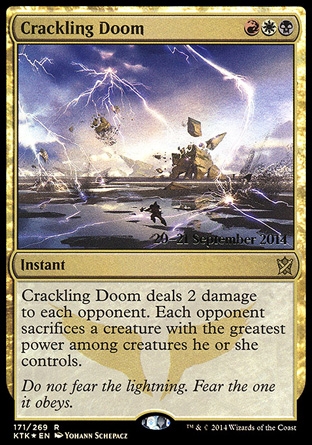 Crackling Doom
20–21 September 2014
Instant
Crackling Doom deals 2 damage
to each opponent. Each opponent
sacrifices a creature with the greatest
power among creatures he or she
controls.
Do not fear the lightning. Fear the one
it obeys.
171/269 R
KTK ★ EN Yohann Schepacz
™ & © 2014 Wizards of the Coast